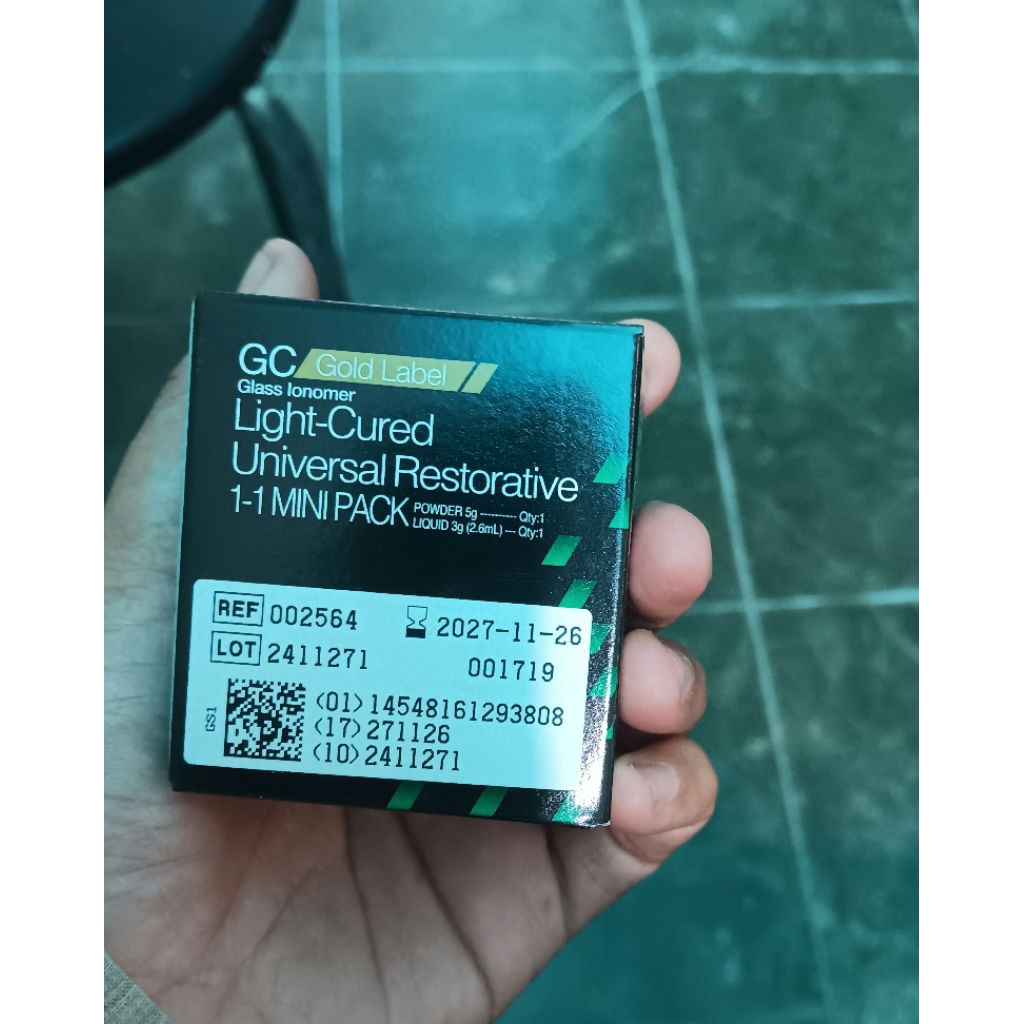 GC Gold Label
Glass Ionomer
Light-Cured
Universal Restorative
1-1 MINI PACK
POWDER 5g ---------- Qty:1
LIQUID 3g (2.6mL) --- Qty:1
REF 002564
2027-11-26
LOT 2411271
001719
GS1
(01)14548161293808
(17)271126
(10)2411271